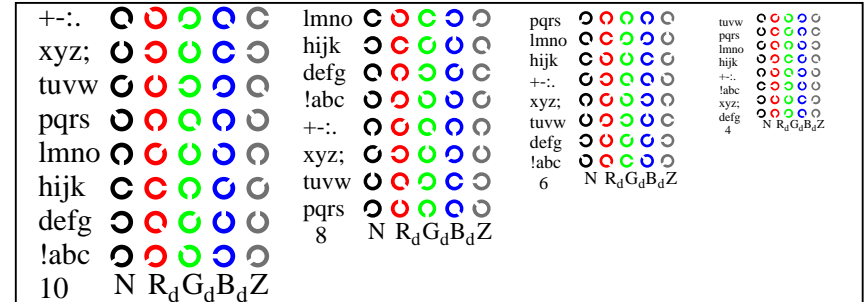 +-:.
xyz;
tuvw
pqrs
lmno
hijk
defg
!abc
10 N RdGdBdZ
lmno
hijk
defg
!abc
+-:.
xyz;
tuvw
pqrs
8 N RdGdBdZ
pqrs
lmno
hijk
+-:.
xyz;
tuvw
defg
!abc
6 N RdGdBdZ
tuvw
pqrs
lmno
hijk
+-:.
!abc
xyz;
defg
4 N RdGdBdZ